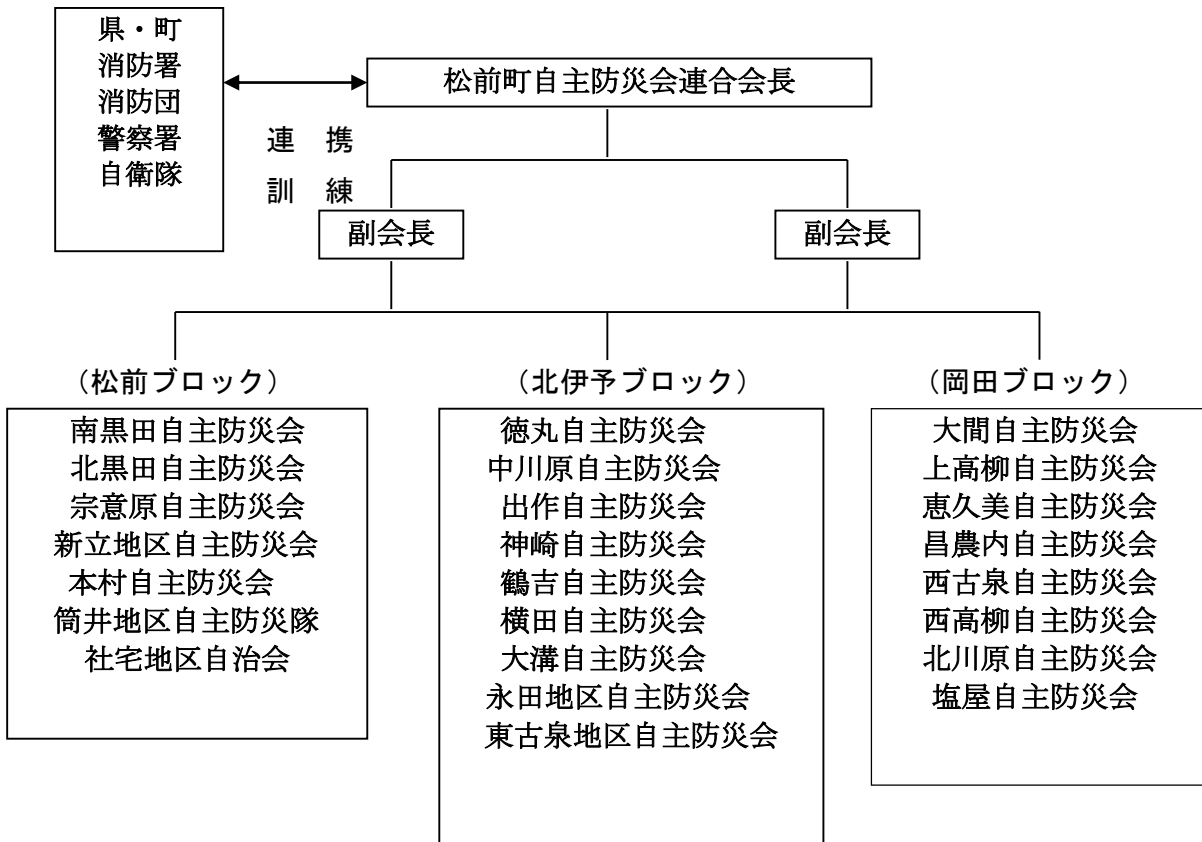 県・町
消防署
消防団
警察署
自衛隊
松前町自主防災会連合会長
連 携
訓 練
副会長
副会長
（松前ブロック）
南黒田自主防災会
北黒田自主防災会
宗意原自主防災会
新立地区自主防災会
本村自主防災会
筒井地区自主防災隊
社宅地区自治会
（北伊予ブロック）
徳丸自主防災会
中川原自主防災会
出作自主防災会
神崎自主防災会
鶴吉自主防災会
横田自主防災会
大溝自主防災会
永田地区自主防災会
東古泉地区自主防災会
（岡田ブロック）
大間自主防災会
上高柳自主防災会
恵久美自主防災会
昌農内自主防災会
西古泉自主防災会
西高柳自主防災会
北川原自主防災会
塩屋自主防災会